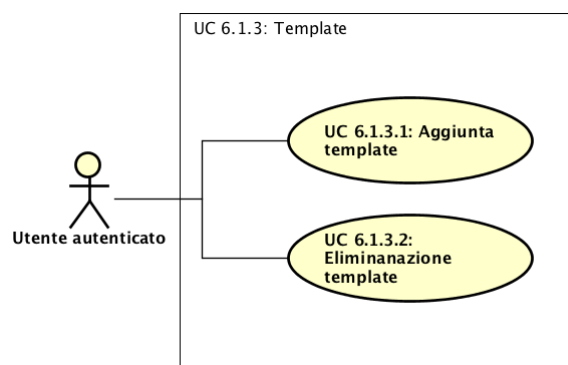 UC 6.1.3: Template
UC 6.1.3.1: Aggiunta
template
Utente autenticato
UC 6.1.3.2:
Eliminanazione
template